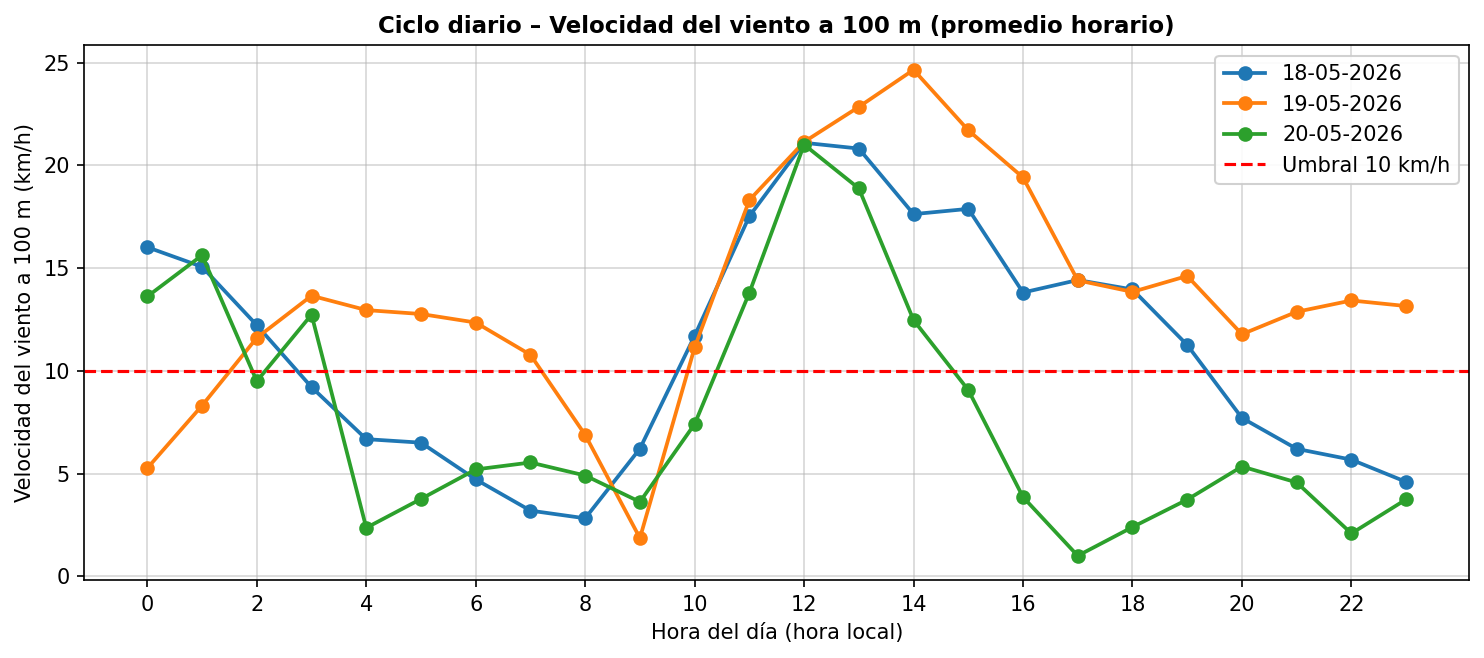 Ciclo diario – Velocidad del viento a 100 m (promedio horario)
Velocidad del viento a 100 m (km/h)
25
20
15
10
5
0
18-05-2026
19-05-2026
20-05-2026
Umbral 10 km/h
0 2 4 6 8 10 12 14 16 18 20 22
Hora del día (hora local)